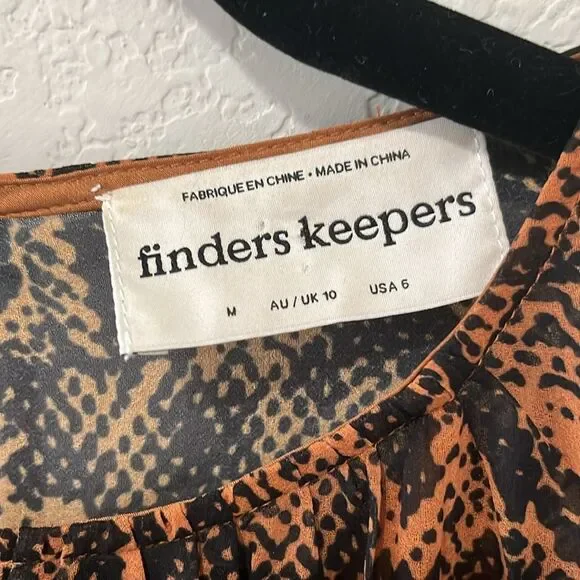 FABRIQUE EN CHINE • MADE IN CHINA
finders keepers
M AU / UK 10 USA 6